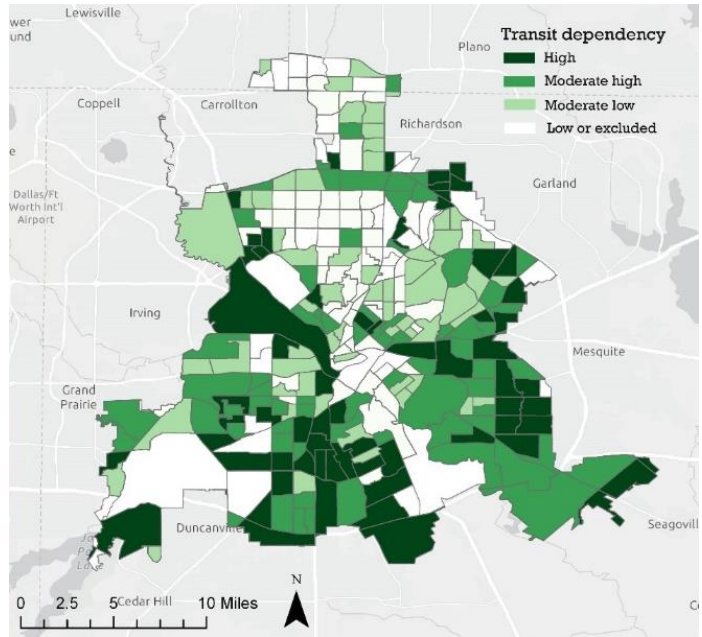 Lewisville
wer
und
Plano
Transit dependency
High
Moderate high
Moderate low
Low or excluded
Coppell
Carrollton
Richardson
e
Garland
Dallas/Ft
Worth Int'l
Airport
Irving
Mesquite
Grand
Prairie
Duncanville
Seagoville
Lake
N
0 2.5 5 10 Miles
Cedar Hill